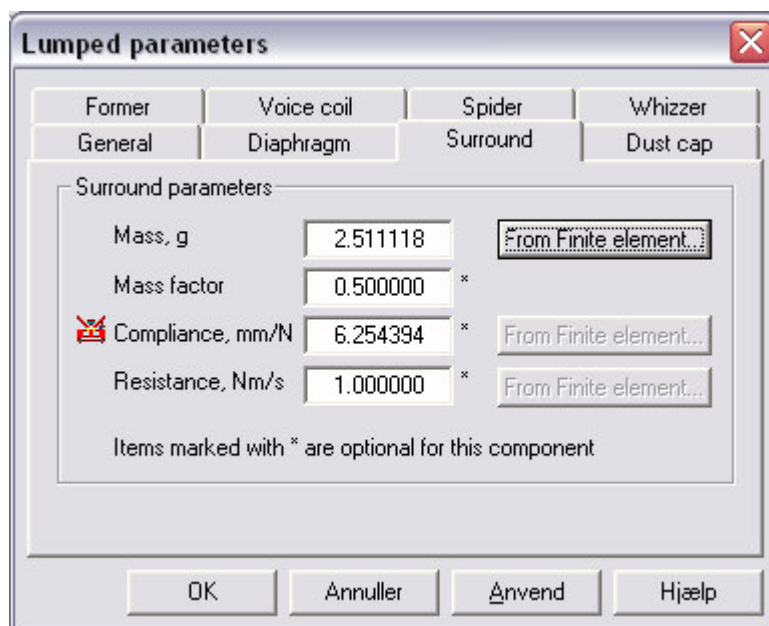 Lumped parameters
Former Voice coil Spider Whizzer
General Diaphragm Surround Dust cap
Surround parameters
Mass, g 2.511118 From Finite element...
Mass factor 0.500000 *
Compliance, mm/N 6.254394 * From Finite element...
Resistance, Nm/s 1.000000 * From Finite element...
Items marked with * are optional for this component
OK Annuller Anvend Hjælp